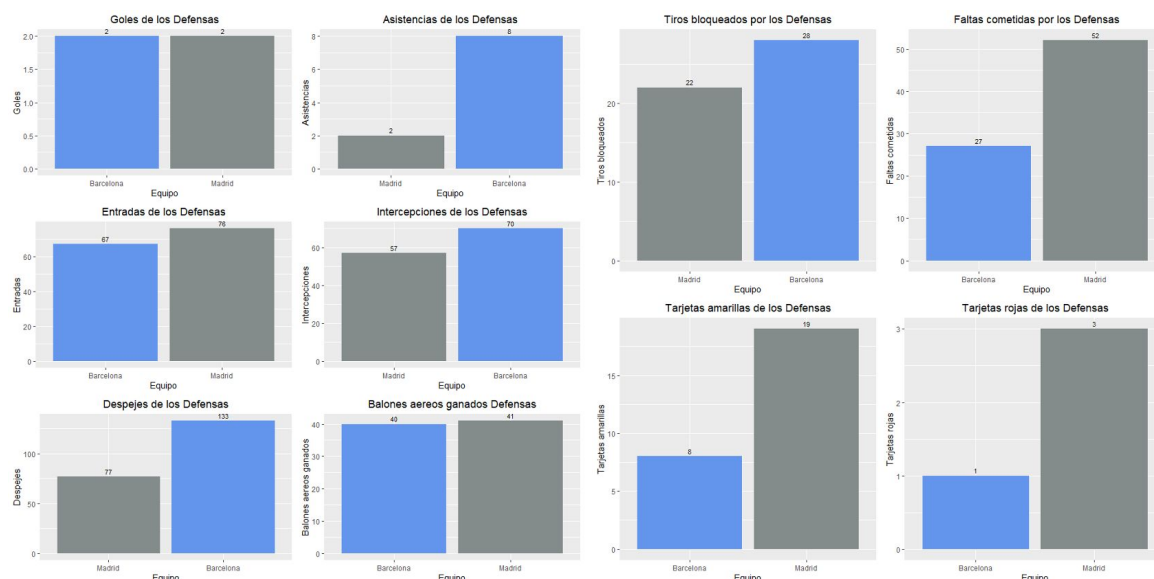 Goles de los Defensas
2.0
1.5
1.0
0.5
0.0
Goles
2
2
Barcelona
Madrid
Equipo
Asistencias de los Defensas
8
6
4
2
0
Asistencias
2
8
Madrid
Barcelona
Equipo
Entradas de los Defensas
60
40
20
0
Entradas
67
76
Barcelona
Madrid
Equipo
Intercepciones de los Defensas
60
40
20
0
Intercepciones
57
70
Madrid
Barcelona
Equipo
Despejes de los Defensas
100
50
0
Despejes
77
133
Madrid
Barcelona
Equipo
Balones aereos ganados Defensas
40
30
20
10
0
Balones aereos ganados
40
41
Barcelona
Madrid
Equipo
Tiros bloqueados por los Defensas
20
10
0
Tiros bloqueados
22
28
Madrid
Barcelona
Equipo
Faltas cometidas por los Defensas
50
40
30
20
10
0
Faltas cometidas
27
52
Barcelona
Madrid
Equipo
Tarjetas amarillas de los Defensas
15
10
5
0
Tarjetas amarillas
8
19
Barcelona
Madrid
Equipo
Tarjetas rojas de los Defensas
3
2
1
0
Tarjetas rojas
1
3
Barcelona
Madrid
Equipo